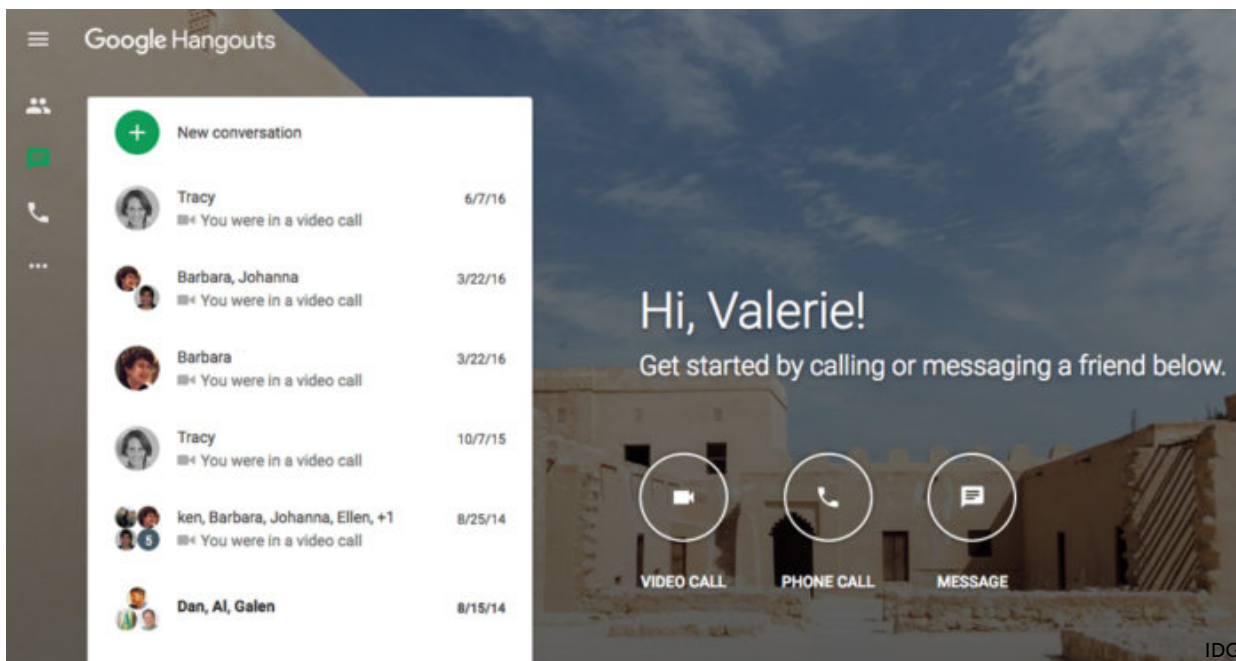 Google Hangouts
New conversation
Tracy 6/7/16
You were in a video call
Barbara, Johanna 3/22/16
You were in a video call
Barbara 3/22/16
You were in a video call
Tracy 10/7/15
You were in a video call
ken, Barbara, Johanna, Ellen, +1 8/25/14
5 You were in a video call
Dan, Al, Galen 8/15/14
A
Hi, Valerie!
Get started by calling or messaging a friend below.
VIDEO CALL PHONE CALL MESSAGE
IDG